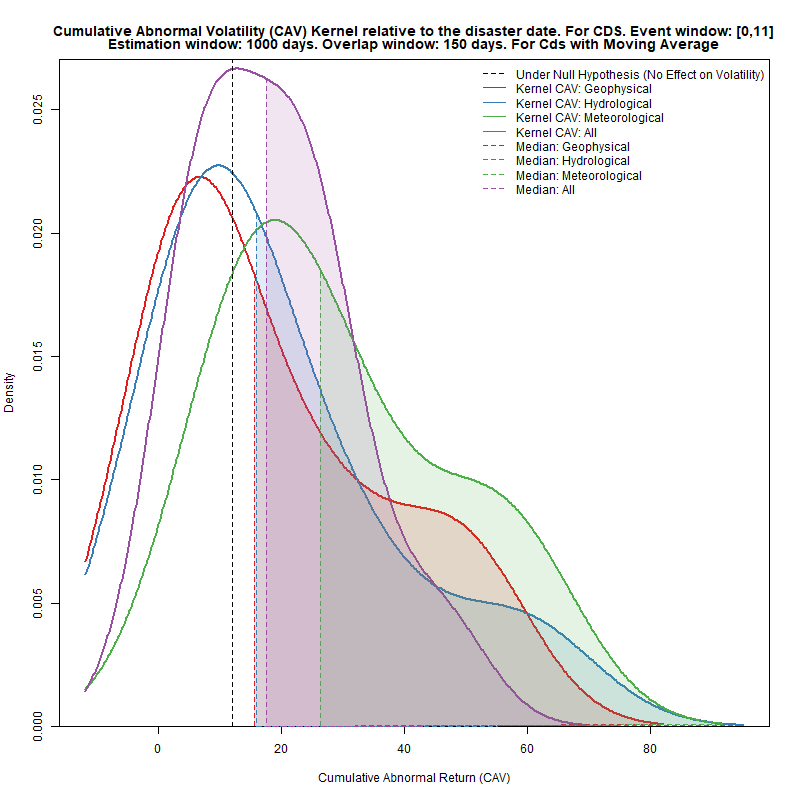 Cumulative Abnormal Volatility (CAV) Kernel relative to the disaster date. For CDS. Event window: [0,11]
Estimation window: 1000 days. Overlap window: 150 days. For Cds with Moving Average
Under Null Hypothesis (No Effect on Volatility)
Kernel CAV: Geophysical
Kernel CAV: Hydrological
Kernel CAV: Meteorological
Kernel CAV: All
Median: Geophysical
Median: Hydrological
Median: Meteorological
Median: All
Density
0.025
0.020
0.015
0.010
0.005
0.000
0
20
40
60
80
Cumulative Abnormal Return (CAV)